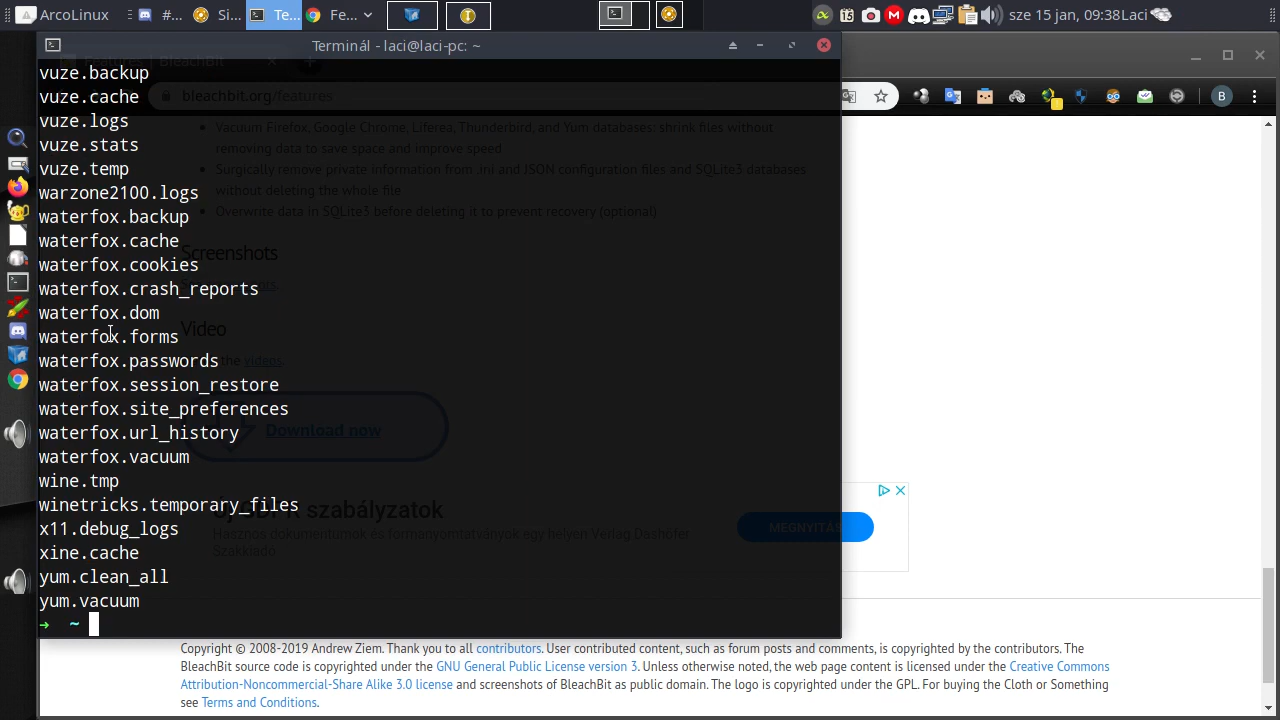 ArcoLinux
#...
Si...
Te...
Fe...
15
sze 15 jan, 09:38
Laci
Terminál - laci@laci-pc: ~
Features | BleachBit
bleachbit.org/features
B
vuze.backup
vuze.cache
vuze.logs
vuze.stats
vuze.temp
warzone2100.logs
waterfox.backup
waterfox.cache
waterfox.cookies
waterfox.crash_reports
waterfox.dom
waterfox.forms
waterfox.passwords
waterfox.session_restore
waterfox.site_preferences
waterfox.url_history
waterfox.vacuum
wine.tmp
winetricks.temporary_files
x11.debug_logs
xine.cache
yum.clean_all
yum.vacuum
→ ~
Vacuum Firefox, Google Chrome, Liferea, Thunderbird, and Yum databases: shrink files without
removing data to save space and improve speed
Surgically remove private information from .ini and JSON configuration files and SQLite3 databases
without deleting the whole file
Overwrite data in SQLite3 before deleting it to prevent recovery (optional)
Screenshots
Video
the videos.
Download now
Új GDPR szabályzatok
Hasznos dokumentumok és formanyomtatványok egy helyen Verlag Dashöfer
Szakkiadó
MEGNYITÁS
Copyright © 2008-2019 Andrew Ziem. Thank you to all contributors. User contributed content, such as forum posts and comments, is copyrighted by the contributors. The
BleachBit source code is copyrighted under the GNU General Public License version 3. Unless otherwise noted, the web page content is licensed under the Creative Commons
Attribution-Noncommercial-Share Alike 3.0 license and screenshots of BleachBit as public domain. The logo is copyrighted under the GPL. For buying the Cloth or Something
see Terms and Conditions.